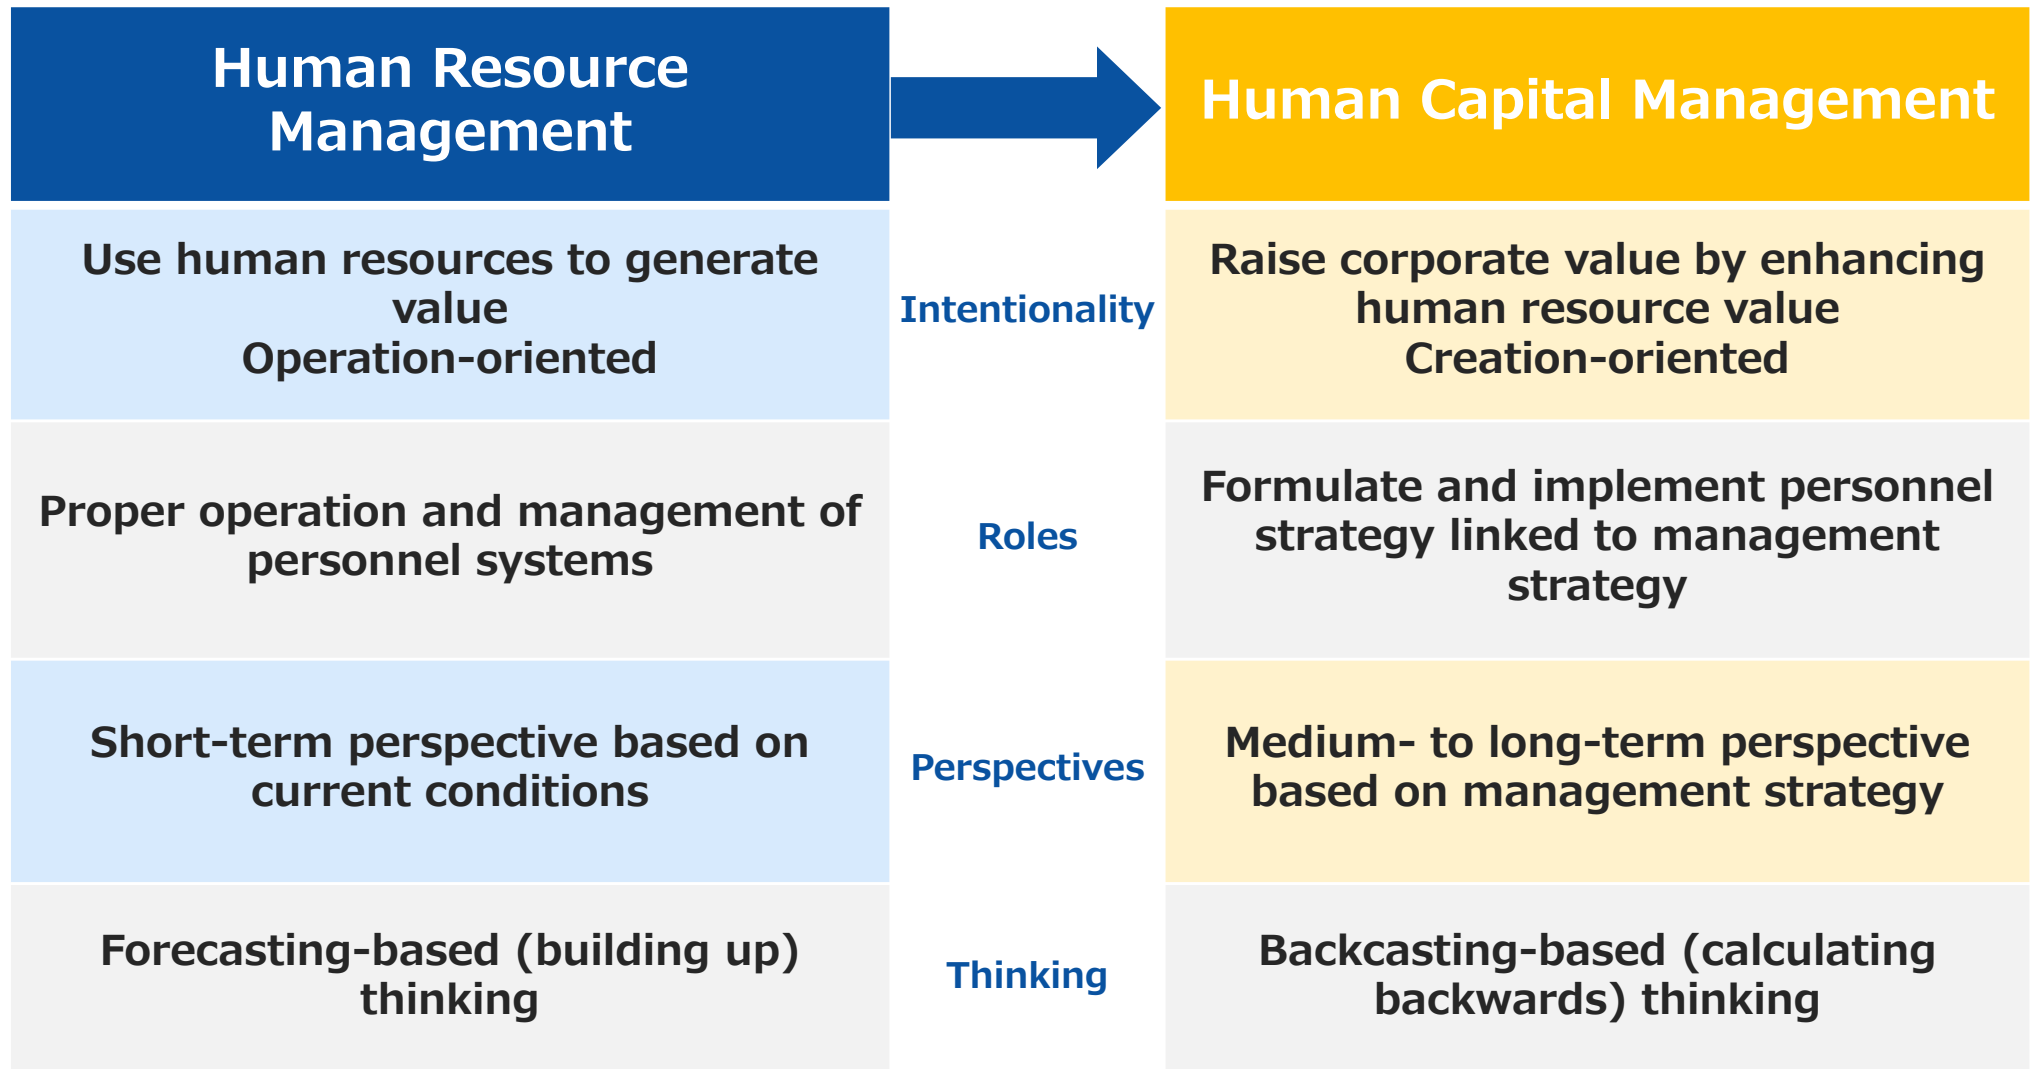 Human Resource
Management
Human Capital Management
Use human resources to generate
value
Operation-oriented
Intentionality
Raise corporate value by enhancing
human resource value
Creation-oriented
Proper operation and management of
personnel systems
Roles
Formulate and implement personnel
strategy linked to management
strategy
Short-term perspective based on
current conditions
Perspectives
Medium- to long-term perspective
based on management strategy
Forecasting-based (building up)
thinking
Thinking
Backcasting-based (calculating
backwards) thinking